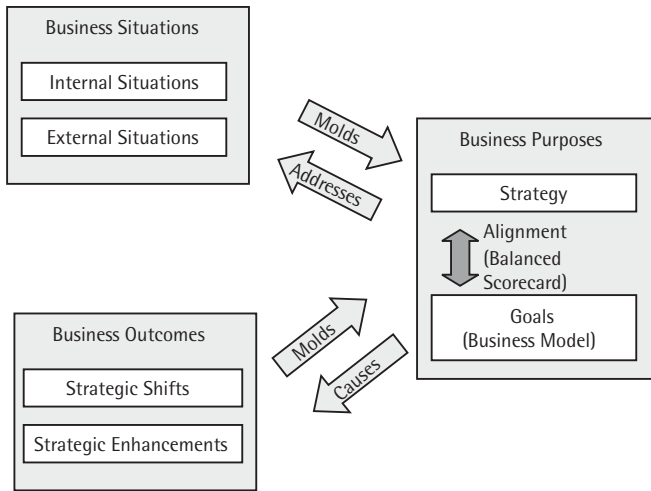 Business Situations
Internal Situations
External Situations
Molds
Addresses
Business Purposes
Strategy
Alignment
(Balanced
Scorecard)
Goals
(Business Model)
Business Outcomes
Strategic Shifts
Strategic Enhancements
Molds
Causes